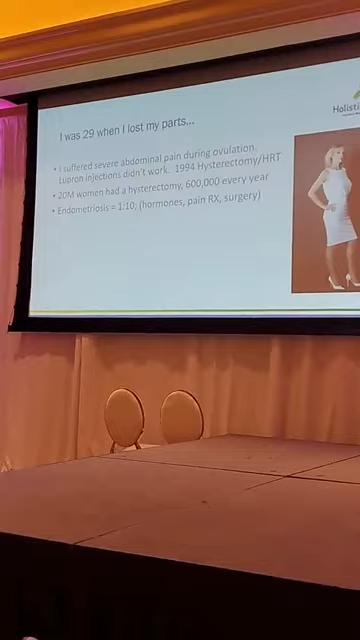 Holisti
I was 29 when I lost my parts...
• I suffered severe abdominal pain during ovulation.
Lupron injections didn't work. 1994 Hysterectomy/HRT
• 20M women had a hysterectomy, 600,000 every year
• Endometriosis = 1:10; (hormones, pain RX, surgery)